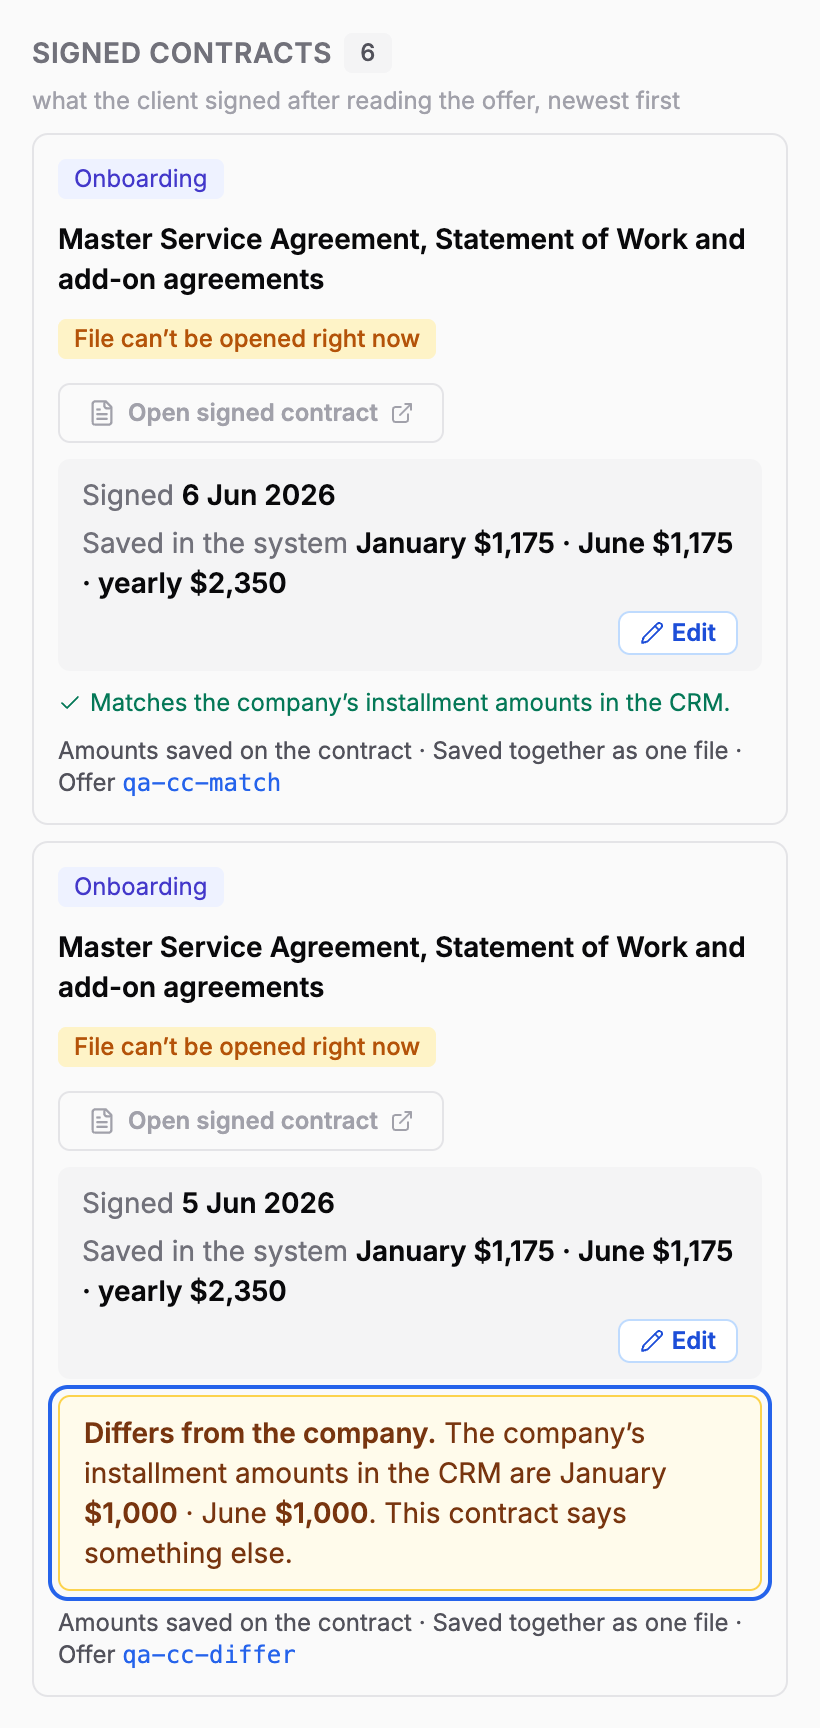 SIGNED CONTRACTS 6
what the client signed after reading the offer, newest first
Onboarding
Master Service Agreement, Statement of Work and
add-on agreements
File can’t be opened right now
Open signed contract
Signed 6 Jun 2026
Saved in the system January $1,175 · June $1,175
· yearly $2,350
Edit
Matches the company’s installment amounts in the CRM.
Amounts saved on the contract · Saved together as one file ·
Offer qa-cc-match
Onboarding
Master Service Agreement, Statement of Work and
add-on agreements
File can’t be opened right now
Open signed contract
Signed 5 Jun 2026
Saved in the system January $1,175 · June $1,175
· yearly $2,350
Edit
Differs from the company. The company’s
installment amounts in the CRM are January
$1,000 · June $1,000. This contract says
something else.
Amounts saved on the contract · Saved together as one file ·
Offer qa-cc-differ